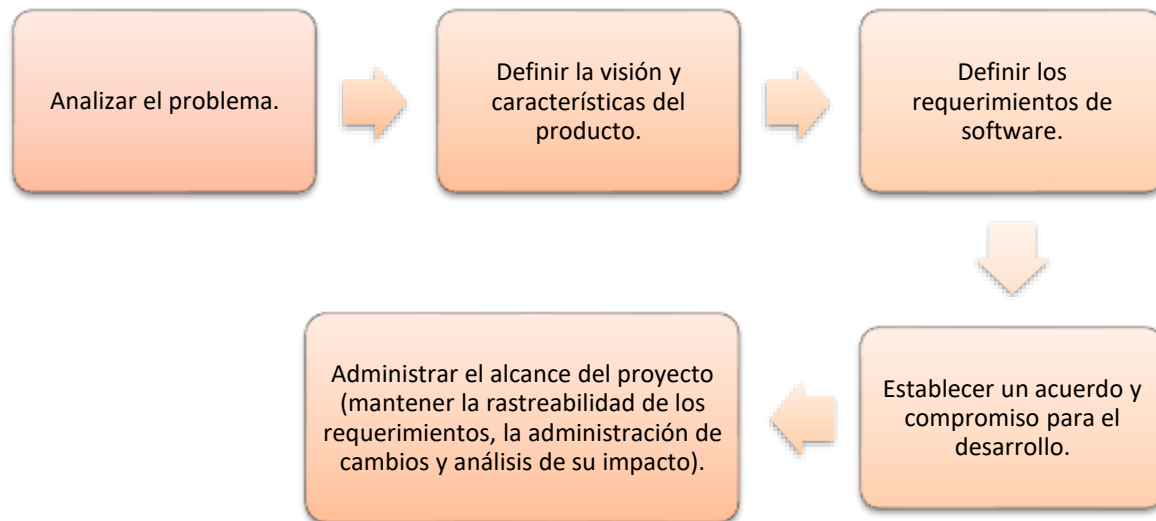 Analizar el problema.
Definir la visión y
características del
producto.
Definir los
requerimientos de
software.
Establecer un acuerdo y
compromiso para el
desarrollo.
Administrar el alcance del proyecto
(mantener la rastreabilidad de los
requerimientos, la administración de
cambios y análisis de su impacto).